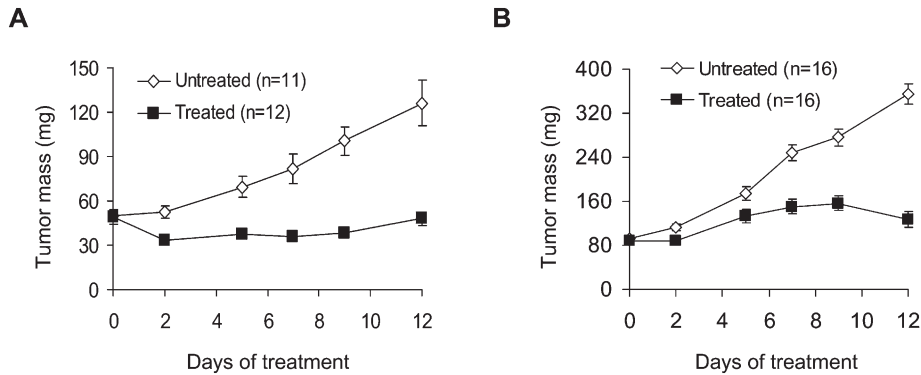 A
Untreated (n=11)
Treated (n=12)
Tumor mass (mg)
150
120
90
60
30
0
0 2 4 6 8 10 12
Days of treatment
B
Untreated (n=16)
Treated (n=16)
Tumor mass (mg)
400
320
240
160
80
0
0 2 4 6 8 10 12
Days of treatment